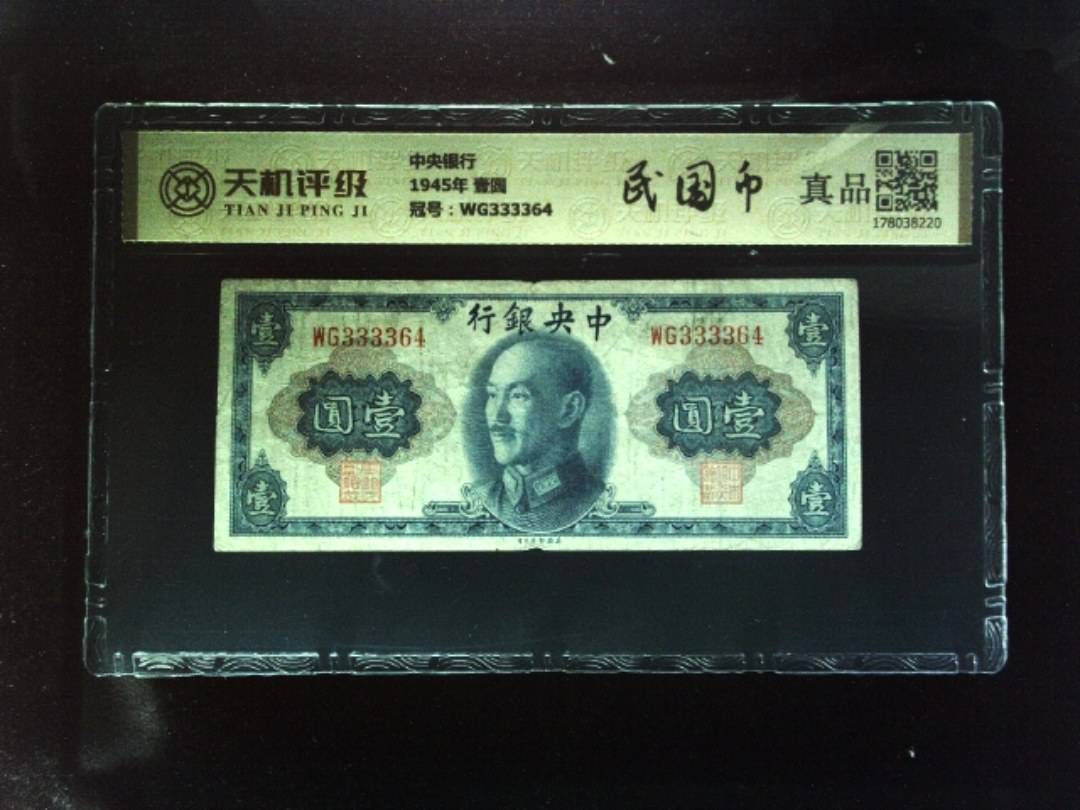 天机评级
TIAN JI PING JI
中央银行
1945年 壹圆
冠号：WG333364
民国币
真品
178038220
行銀央中
WG333364
WG333364
壹
壹
圓壹
圓壹
壹
壹